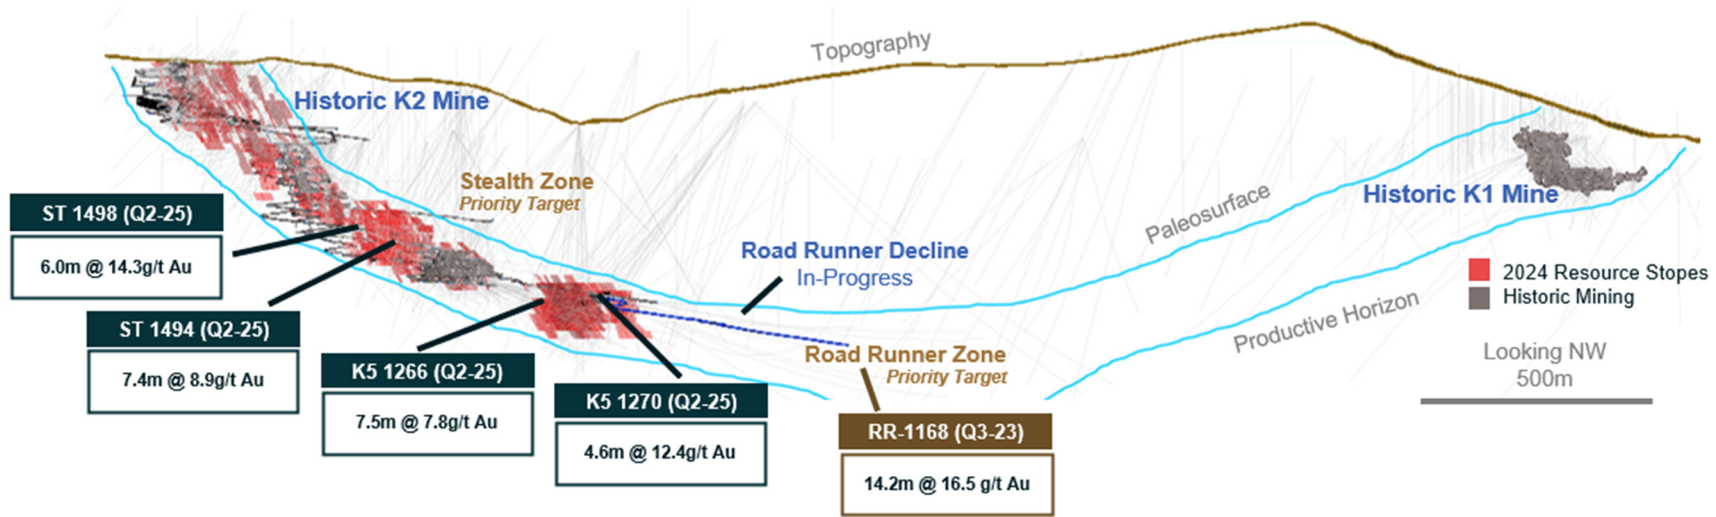 Topography
Historic K2 Mine
Stealth Zone
Priority Target
Paleosurface
Historic K1 Mine
ST 1498 (Q2-25)
6.0m @ 14.3g/t Au
Road Runner Decline
In-Progress
2024 Resource Stopes
Historic Mining
Productive Horizon
ST 1494 (Q2-25)
7.4m @ 8.9g/t Au
Road Runner Zone
Priority Target
Looking NW
500m
K5 1266 (Q2-25)
7.5m @ 7.8g/t Au
K5 1270 (Q2-25)
4.6m @ 12.4g/t Au
RR-1168 (Q3-23)
14.2m @ 16.5 g/t Au